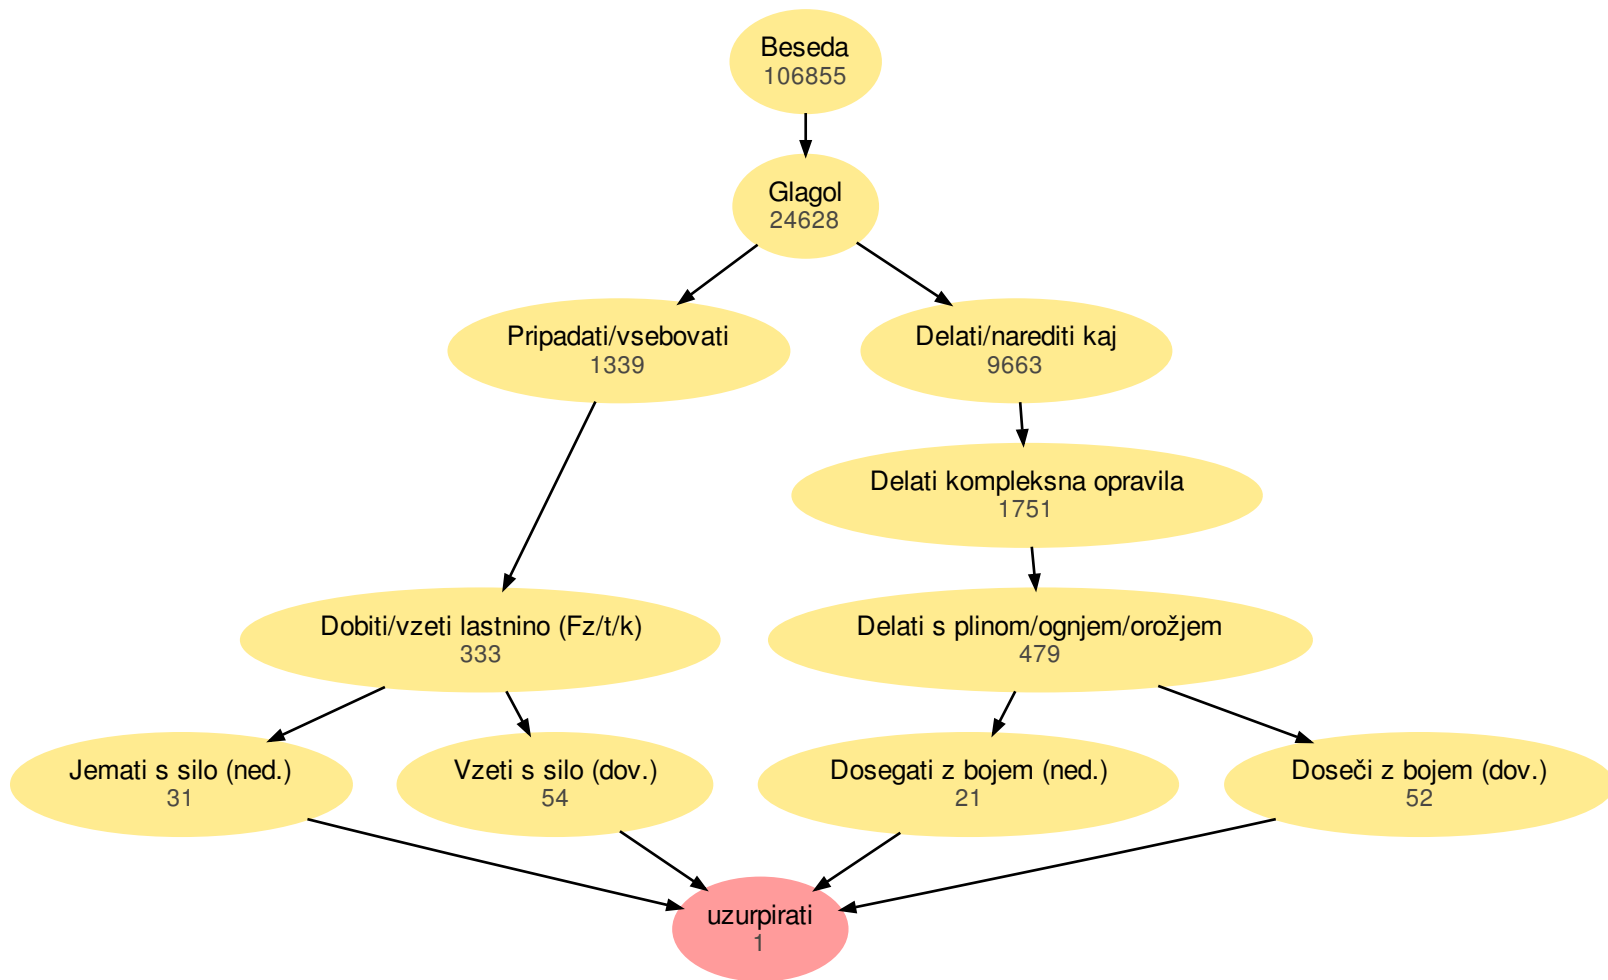 Beseda
106855
Glagol
24628
Pripadati/vsebovati
1339
Delati/narediti kaj
9663
Delati kompleksna opravila
1751
Dobiti/vzeti lastnino (Fz/t/k)
333
Delati s plinom/ognjem/orožjem
479
Jemati s silo (ned.)
31
Vzeti s silo (dov.)
54
Dosegati z bojem (ned.)
21
Doseči z bojem (dov.)
52
uzurpirati
1